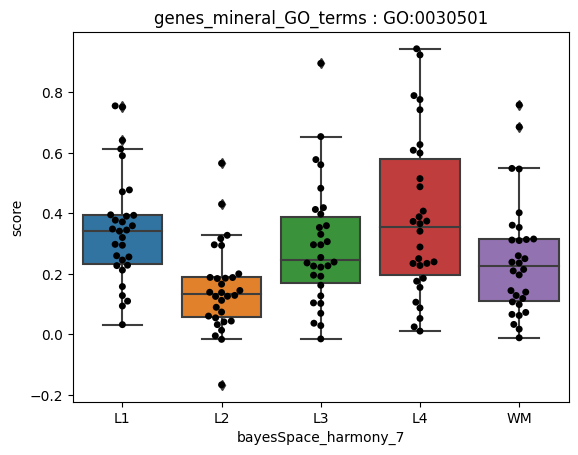 genes_mineral_GO_terms : GO:0030501
score
0.8
0.6
0.4
0.2
0.0
−0.2
L1 L2 L3 L4 WM
bayesSpace_harmony_7